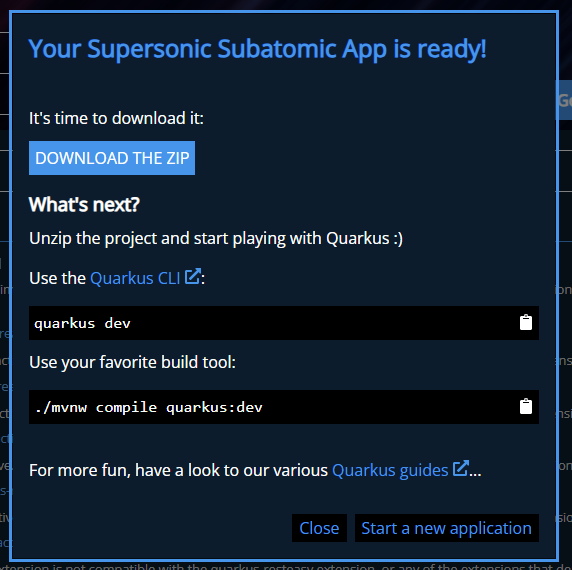 Your Supersonic Subatomic App is ready!
It's time to download it:
DOWNLOAD THE ZIP
What's next?
Unzip the project and start playing with Quarkus :)
Use the Quarkus CLI:
quarkus dev
Use your favorite build tool:
./mvnw compile quarkus:dev
For more fun, have a look to our various Quarkus guides...
Close Start a new application